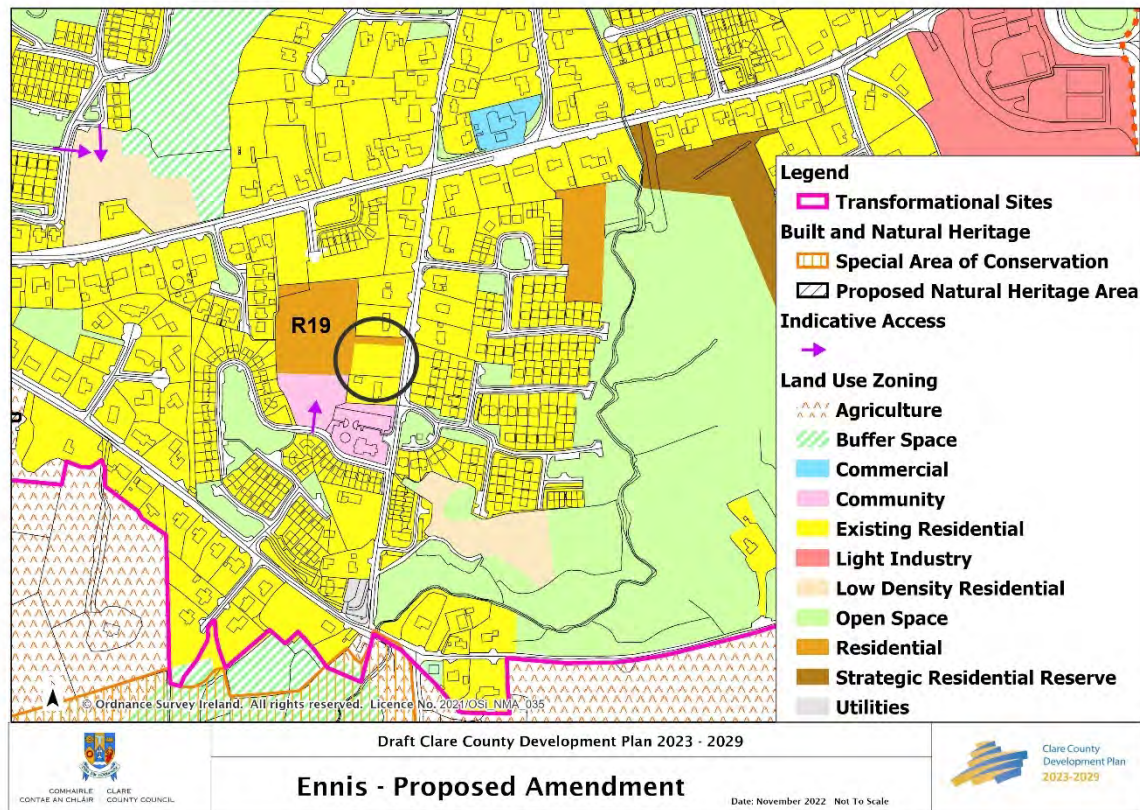 R19
Legend
Transformational Sites
Built and Natural Heritage
Special Area of Conservation
Proposed Natural Heritage Area
Indicative Access
Land Use Zoning
Agriculture
Buffer Space
Commercial
Community
Existing Residential
Light Industry
Low Density Residential
Open Space
Residential
Strategic Residential Reserve
Utilities
© Ordnance Survey Ireland. All rights reserved. Licence No. 2021/OSi_NMA_035
Draft Clare County Development Plan 2023 - 2029
Ennis - Proposed Amendment
Date: November 2022 Not To Scale
COMHAIRLE CLARE
CONTAE AN CHLÁIR COUNTY COUNCIL
Clare County
Development Plan
2023-2029